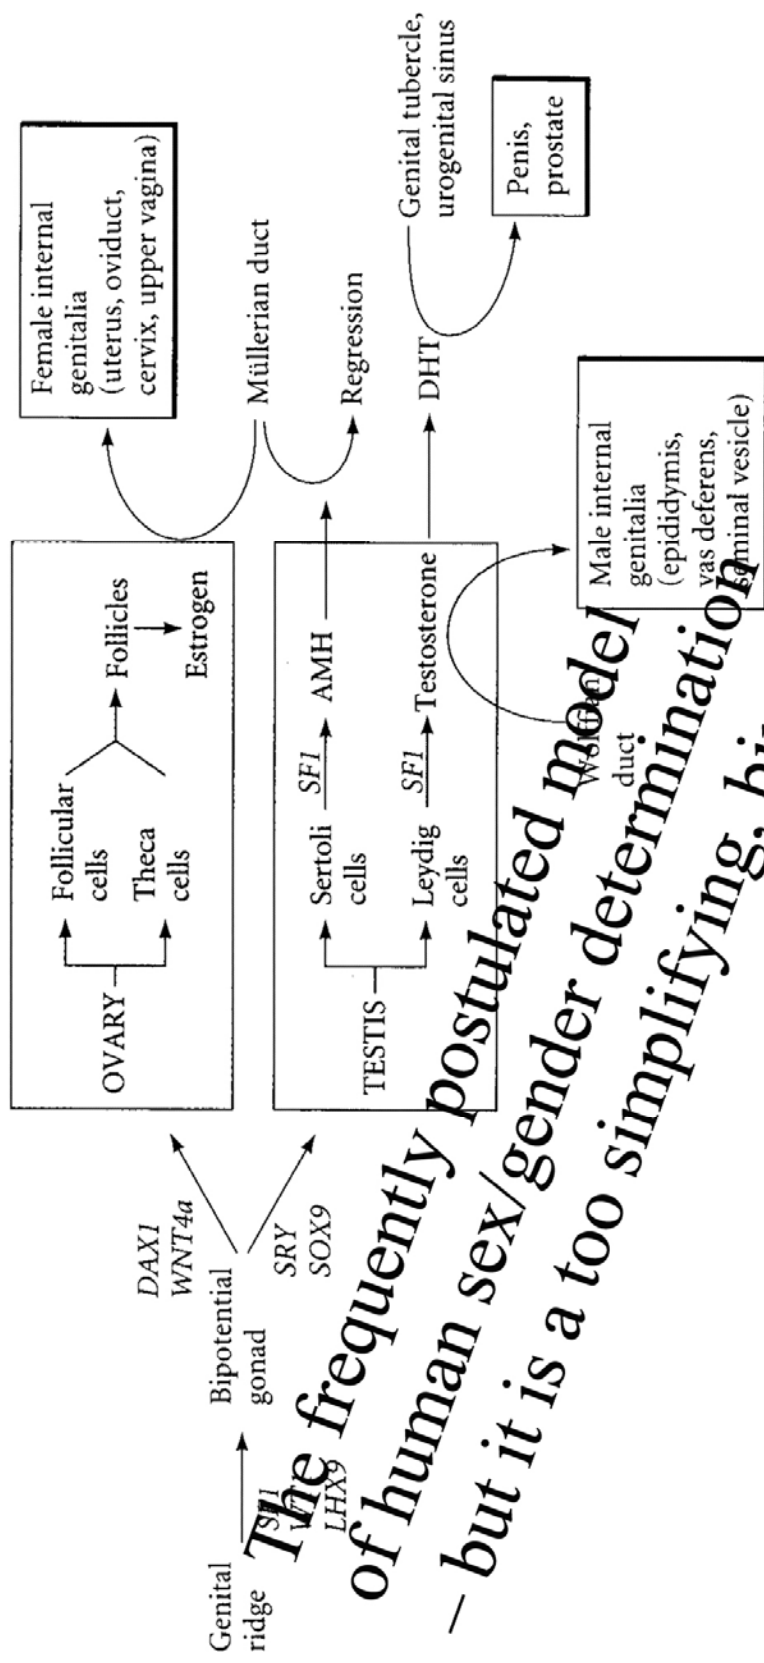 Genital
ridge
SF1
LHX9
Bipotential
gonad
DAX1
WNT4a
SRY
SOX9
OVARY
Follicular
cells
Theca
cells
Follicles
Estrogen
Female internal
genitalia
(uterus, oviduct,
cervix, upper vagina)
Müllerian duct
Regression
TESTIS
Sertoli
cells
SF1
AMH
Leydig
cells
SF1
Testosterone
DHT
Genital tubercle,
urogenital sinus
Penis,
prostate
Wolffian
duct
Male internal
genitalia
(epididymis,
vas deferens,
seminal vesicle)
The frequently postulated model
of human sex/gender determination
– but it is a too simplifying,